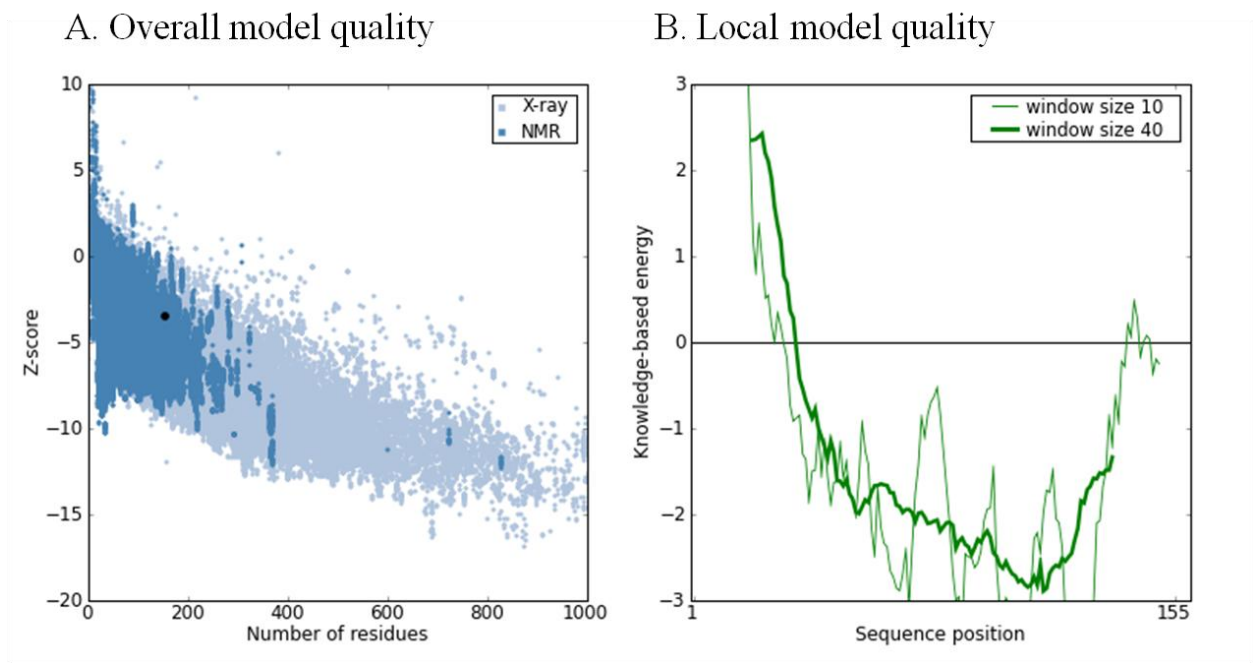 A. Overall model quality
10
5
0
−5
−10
−15
−20
Z-score
0
200
400
600
800
1000
Number of residues
X-ray
NMR
B. Local model quality
3
2
1
0
−1
−2
−3
Knowledge-based energy
1
155
Sequence position
window size 10
window size 40